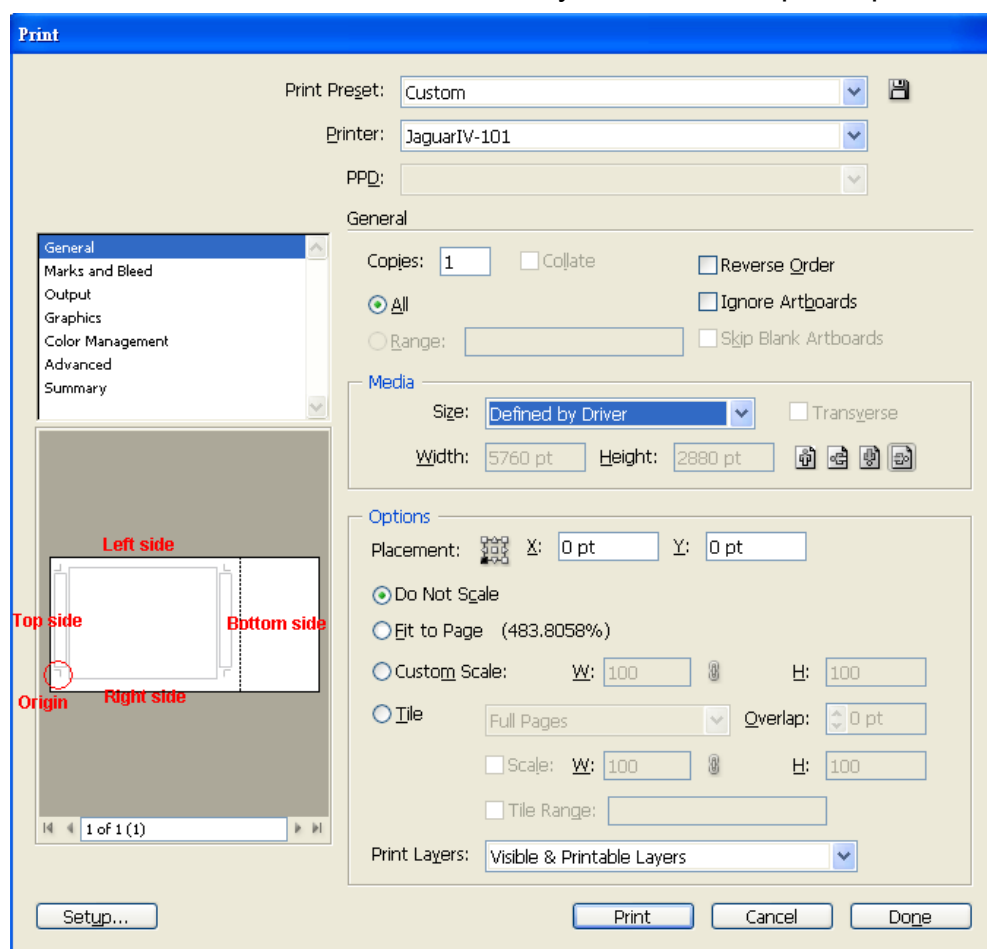 Print
Print Preset: Custom
Printer: JaguarIV-101
PPD:
General
General
Marks and Bleed
Output
Graphics
Color Management
Advanced
Summary
Copies: 1 Collate Reverse Order
All Ignore Artboards
Range: Skip Blank Artboards
Media
Size: Defined by Driver Transverse
Width: 5760 pt Height: 2880 pt
Options
Placement: X: 0 pt Y: 0 pt
Do Not Scale
Fit to Page (483.8058%)
Custom Scale: W: 100 H: 100
Tile Full Pages Overlap: 0 pt
Scale: W: 100 H: 100
Tile Range:
Print Layers: Visible & Printable Layers
Left side
Top side
Bottom side
Origin
Right side
1 of 1 (1)
Setup... Print Cancel Done